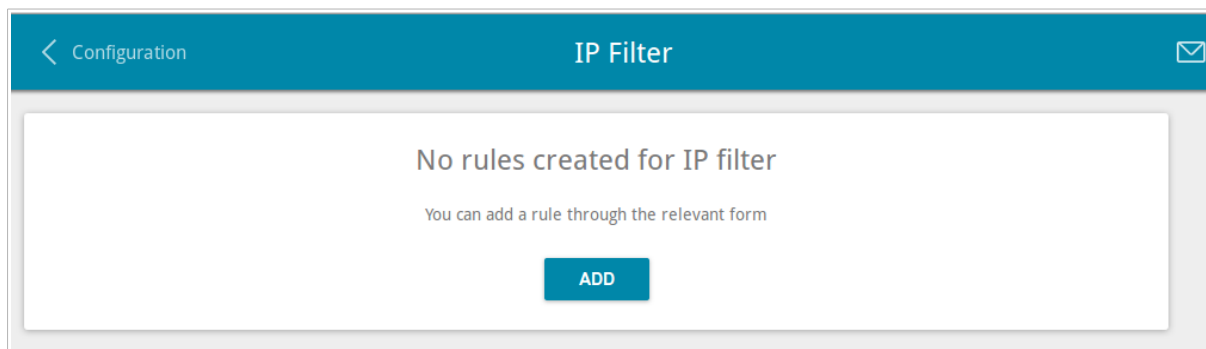 Configuration
IP Filter
No rules created for IP filter
You can add a rule through the relevant form
ADD